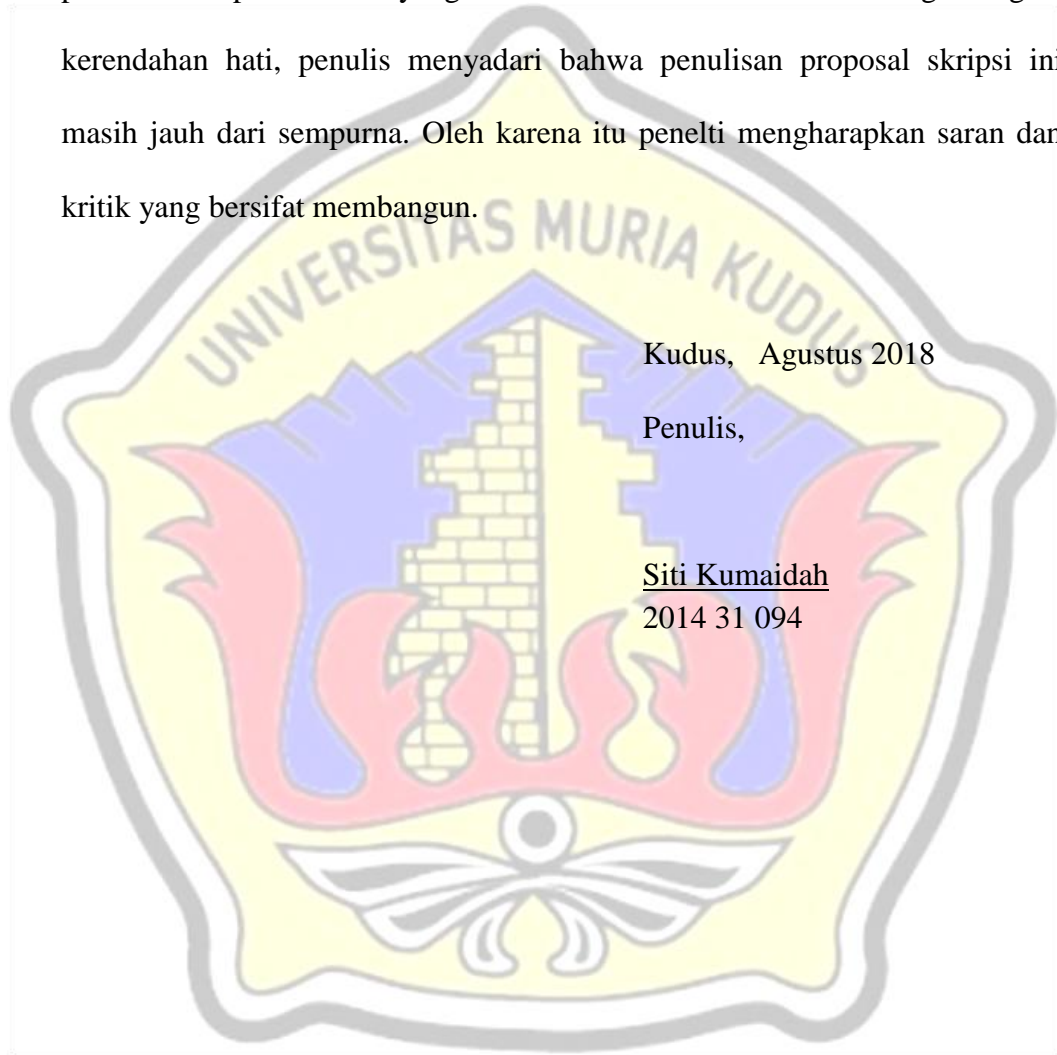 kerendahan hati, penulis menyadari bahwa penulisan proposal skripsi ini
masih jauh dari sempurna. Oleh karena itu penelti mengharapkan saran dan
kritik yang bersifat membangun.
UNIVERSITAS MURIA KUDUS
Kudus, Agustus 2018
Penulis,
Siti Kumaidah
2014 31 094